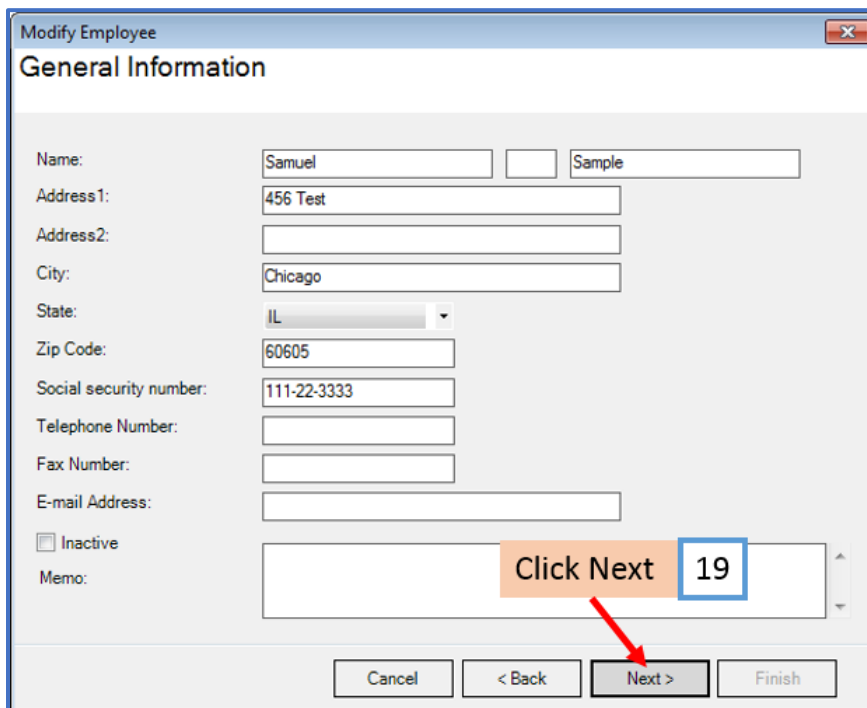 Modify Employee
General Information
Name: Samuel Sample
Address1: 456 Test
Address2:
City: Chicago
State: IL
Zip Code: 60605
Social security number: 111-22-3333
Telephone Number:
Fax Number:
E-mail Address:
Inactive
Memo:
Click Next 19
Cancel < Back Next > Finish